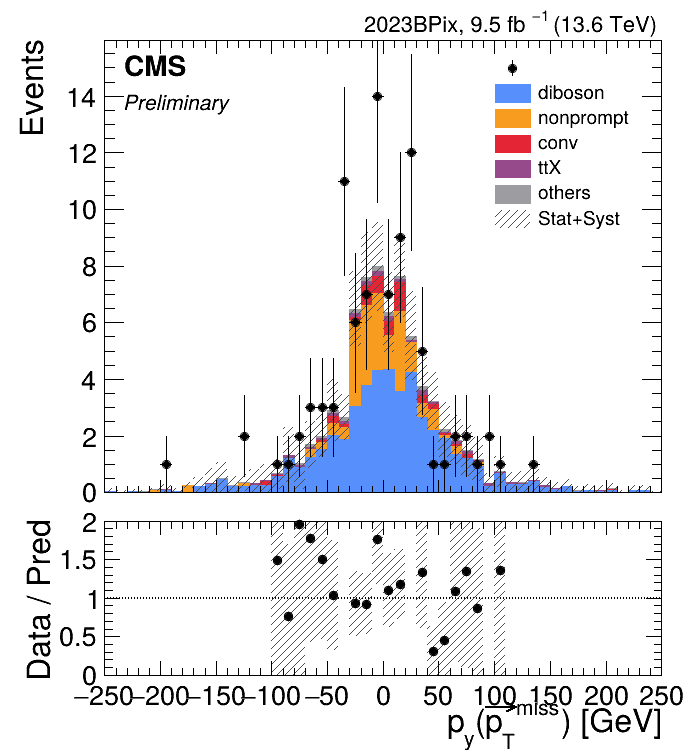 2023BPix, 9.5 fb⁻¹ (13.6 TeV)
CMS
Preliminary
diboson
nonprompt
conv
ttX
others
Stat+Syst
Events
14
12
10
8
6
4
2
0
Data / Pred
2
1.5
1
0.5
0
−250 −200 −150 −100 −50 0 50 100 150 200 250
p_y(p_T^miss) [GeV]